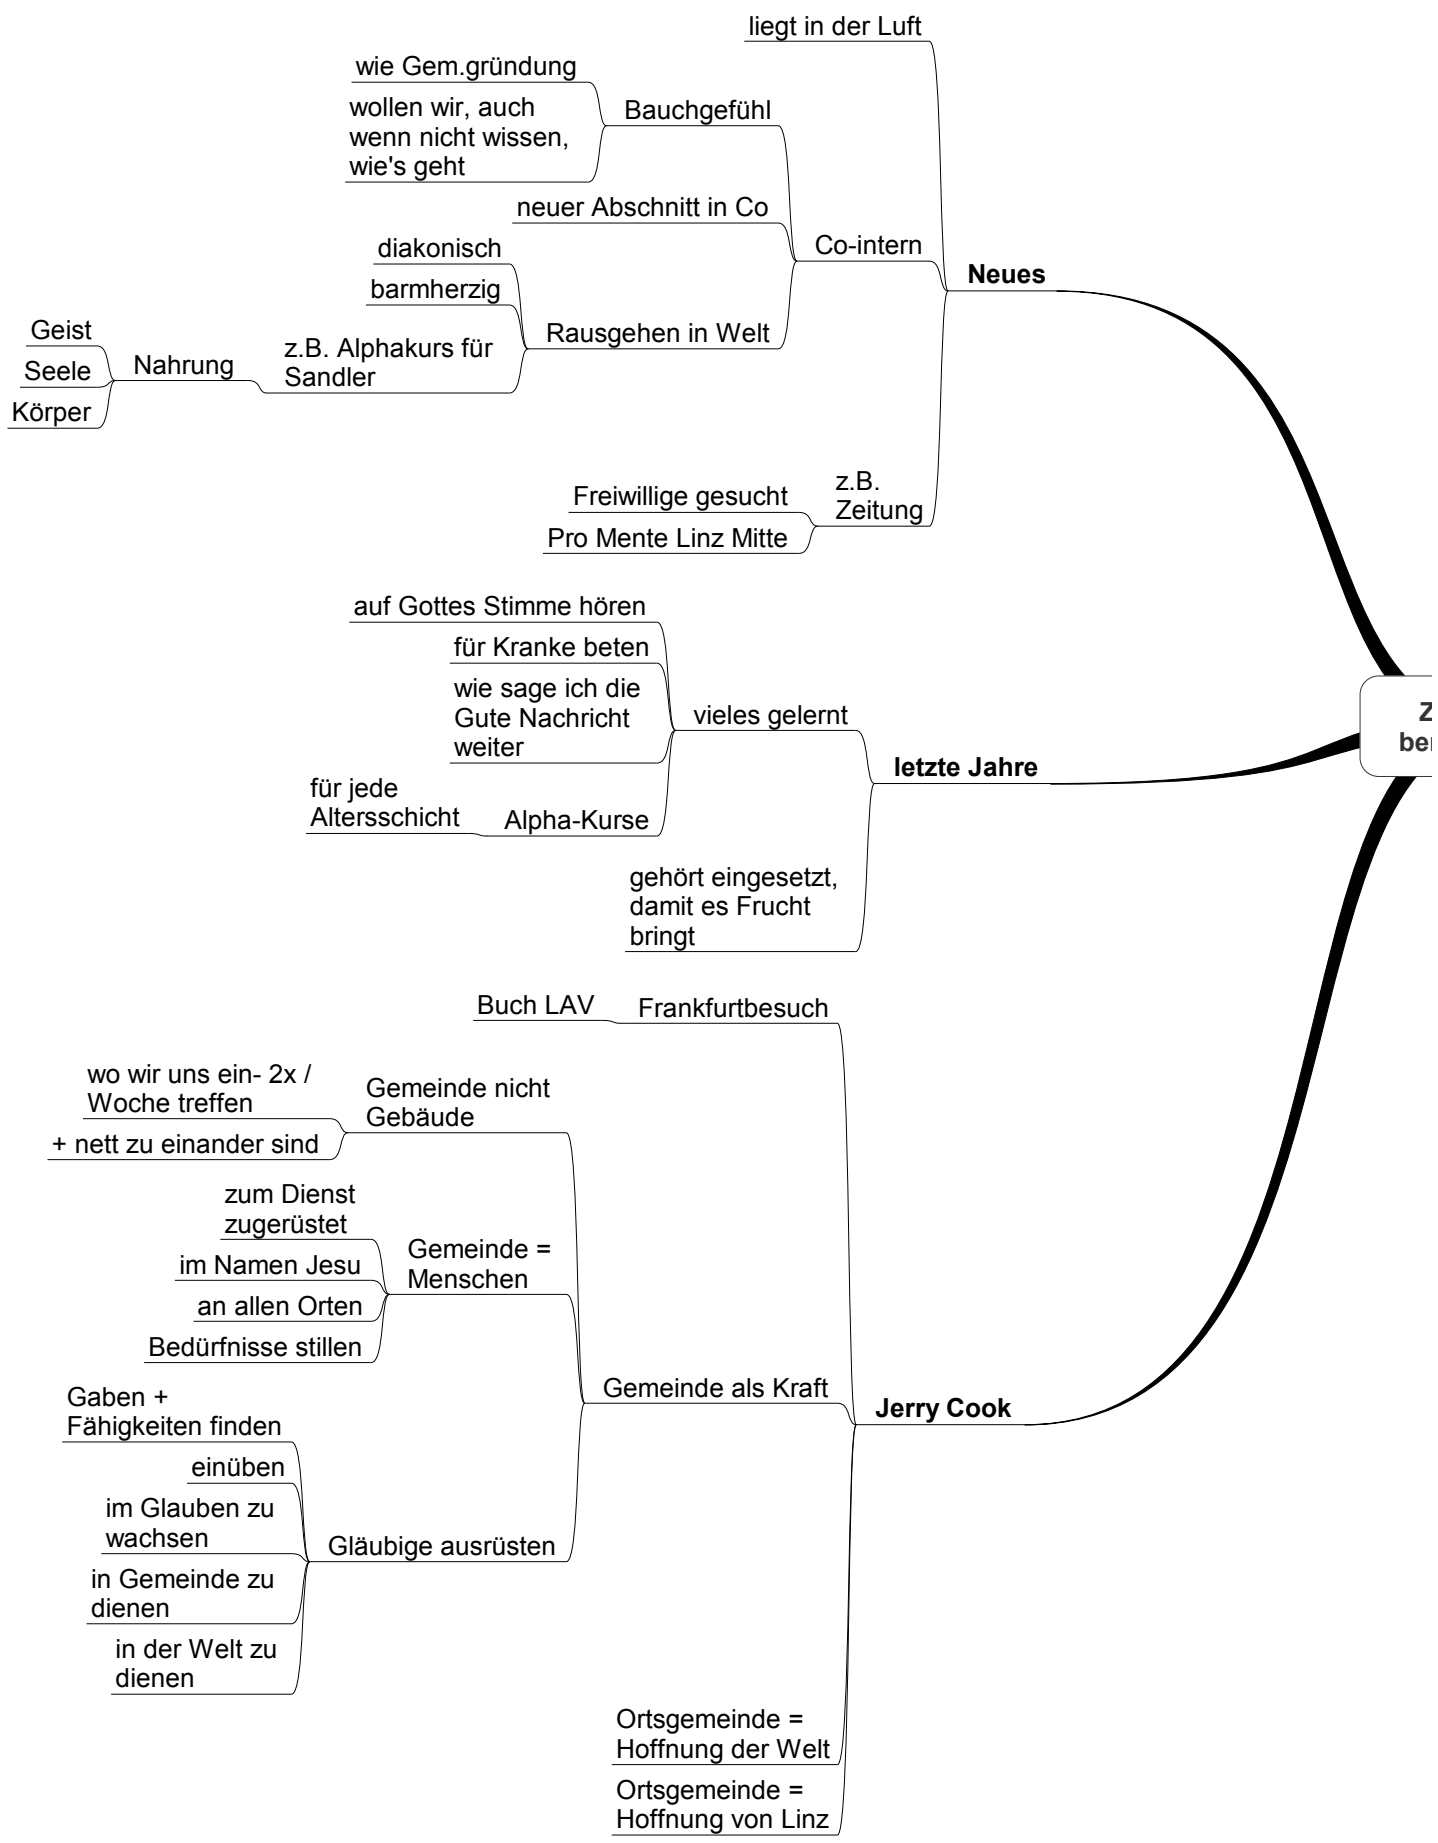 liegt in der Luft
wie Gem.gründung
wollen wir, auch
wenn nicht wissen,
wie's geht
Bauchgefühl
neuer Abschnitt in Co
Co-intern
diakonisch
barmherzig
Rausgehen in Welt
z.B. Alphakurs für
Sandler
Nahrung
Geist
Seele
Körper
Neues
z.B.
Zeitung
Freiwillige gesucht
Pro Mente Linz Mitte
auf Gottes Stimme hören
für Kranke beten
wie sage ich die
Gute Nachricht
weiter
vieles gelernt
für jede
Altersschicht
Alpha-Kurse
letzte Jahre
gehört eingesetzt,
damit es Frucht
bringt
Buch LAV
Frankfurtbesuch
wo wir uns ein- 2x /
Woche treffen
+ nett zu einander sind
Gemeinde nicht
Gebäude
zum Dienst
zugerüstet
im Namen Jesu
an allen Orten
Bedürfnisse stillen
Gemeinde =
Menschen
Gemeinde als Kraft
Jerry Cook
Gaben +
Fähigkeiten finden
einüben
im Glauben zu
wachsen
in Gemeinde zu
dienen
in der Welt zu
dienen
Gläubige ausrüsten
Ortsgemeinde =
Hoffnung der Welt
Ortsgemeinde =
Hoffnung von Linz